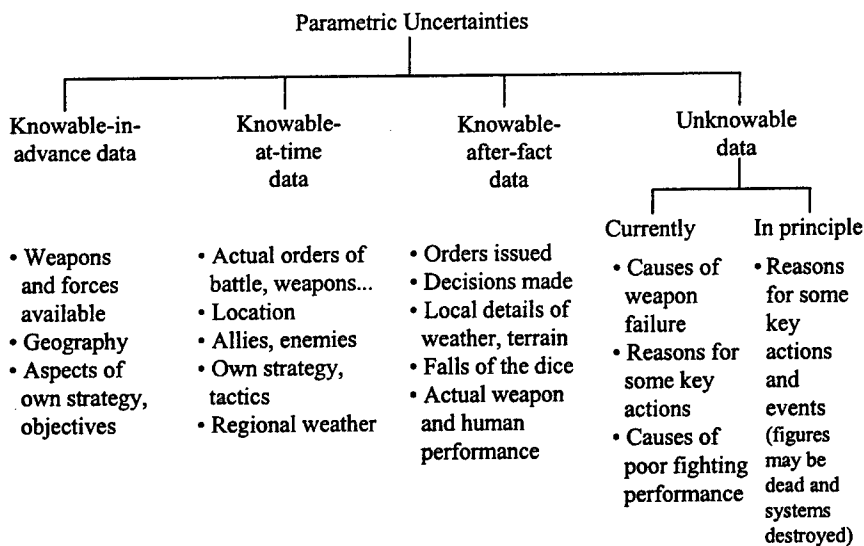 Parametric Uncertainties
Knowable-in-
advance data
• Weapons
and forces
available
• Geography
• Aspects of
own strategy,
objectives
Knowable-
at-time
data
• Actual orders of
battle, weapons...
• Location
• Allies, enemies
• Own strategy,
tactics
• Regional weather
Knowable-
after-fact
data
• Orders issued
• Decisions made
• Local details of
weather, terrain
• Falls of the dice
• Actual weapon
and human
performance
Unknowable
data
Currently
• Causes of
weapon
failure
• Reasons for
some key
actions
• Causes of
poor fighting
performance
In principle
• Reasons
for some
key
actions
and
events
(figures
may be
dead and
systems
destroyed)